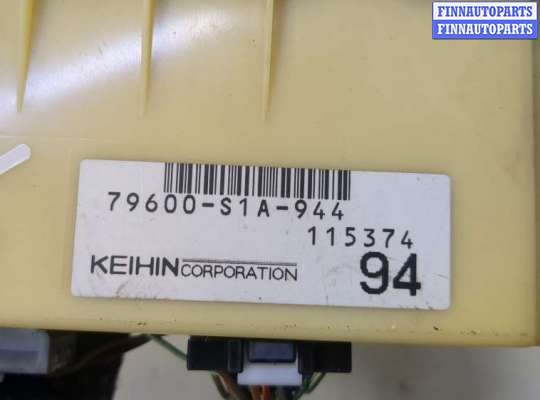 FINNAUTOPARTS
FINNAUTOPARTS
79600-S1A-944
115374
KEIHIN CORPORATION 94